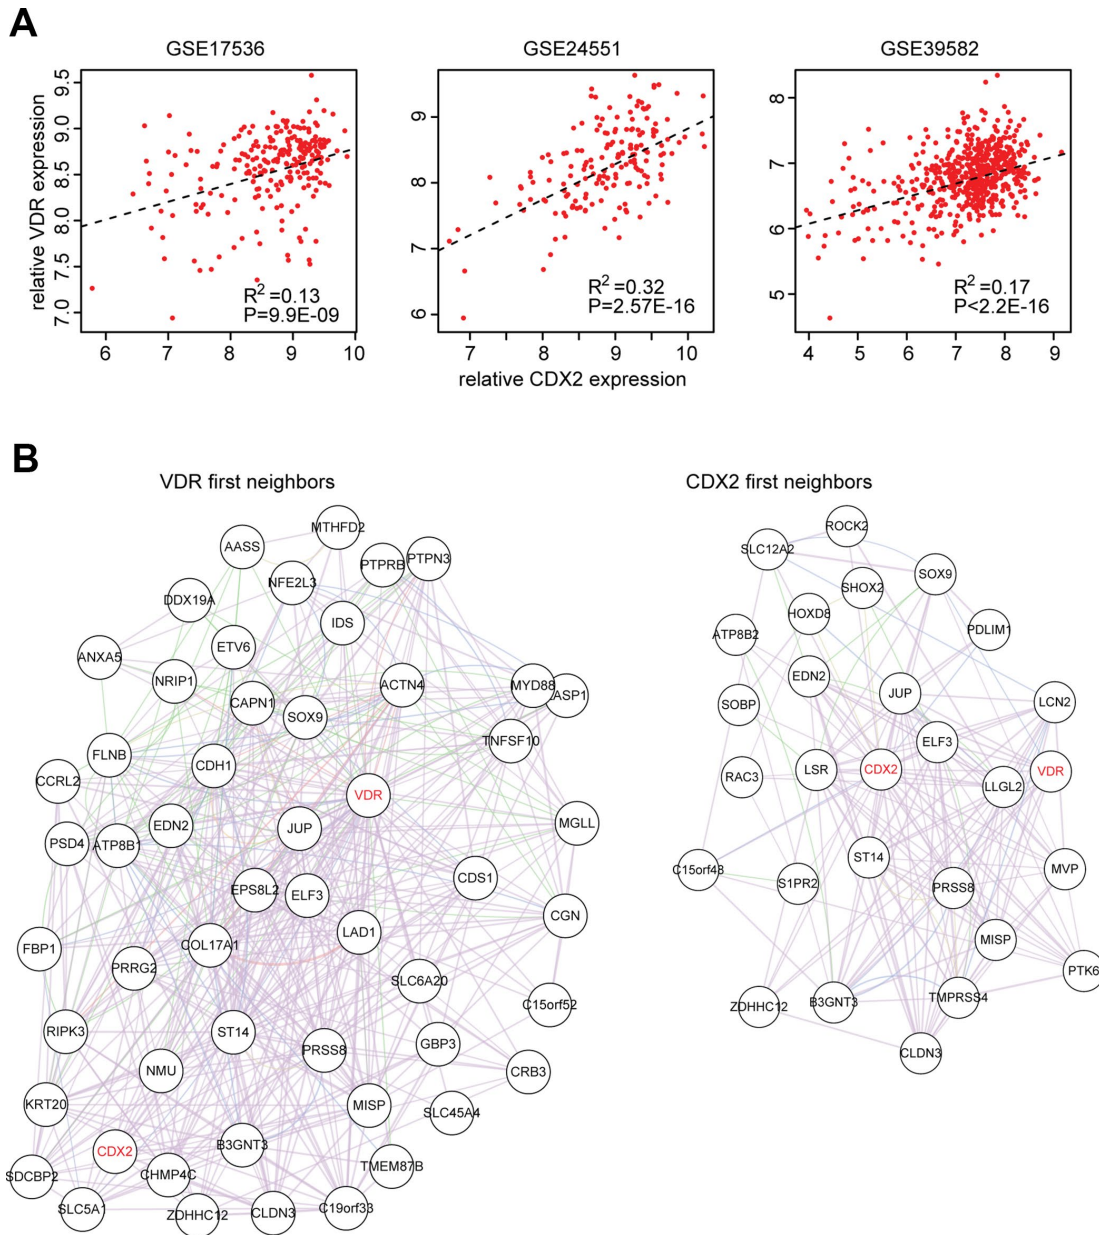 A
GSE17536
GSE24551
GSE39582
relative VDR expression
9.5
9.0
8.5
8.0
7.5
7.0
R2 =0.13
P=9.9E-09
6 7 8 9 10
9
8
7
6
R2 =0.32
P=2.57E-16
7 8 9 10
8
7
6
5
R2 =0.17
P<2.2E-16
4 5 6 7 8 9
relative CDX2 expression
B
VDR first neighbors
MTHFD2
AASS
PTPRB
PTPN3
NFE2L3
DDX19A
IDS
ETV6
ANXA5
NRIP1
ACTN4
MYD88
ASP1
CAPN1
SOX9
TNFSF10
FLNB
CDH1
CCRL2
VDR
EDN2
JUP
MGLL
PSD4
ATP8B1
CDS1
EPS8L2
ELF3
CGN
LAD1
COL17A1
FBP1
PRRG2
SLC6A20
C15orf52
RIPK3
ST14
PRSS8
GBP3
NMU
CRB3
KRT20
MISP
SLC45A4
CDX2
B3GNT3
SDCBP2
CHMP4C
TMEM87B
SLC5A1
ZDHHC12
CLDN3
C19orf33
CDX2 first neighbors
ROCK2
SLC12A2
SOX9
SHOX2
HOXD8
PDLIM1
ATP8B2
EDN2
JUP
SOBP
LCN2
ELF3
RAC3
LSR
CDX2
LLGL2
VDR
ST14
C15orf48
S1PR2
PRSS8
MVP
MISP
PTK6
ZDHHC12
B3GNT3
TMPRSS4
CLDN3